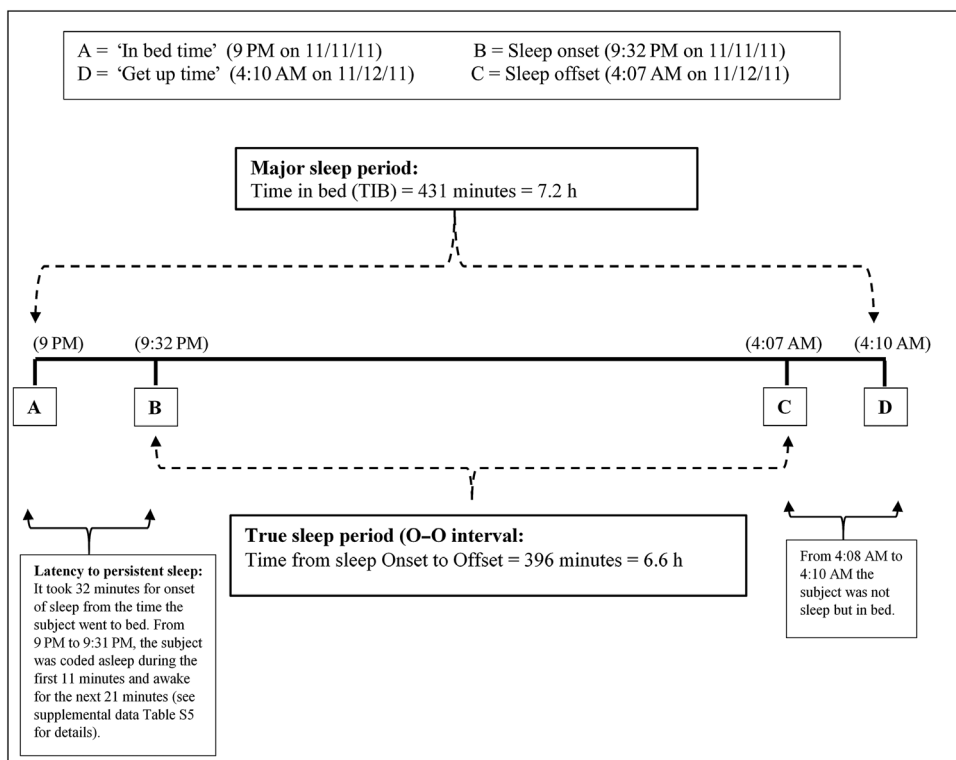 A = ‘In bed time’ (9 PM on 11/11/11) B = Sleep onset (9:32 PM on 11/11/11)
D = ‘Get up time’ (4:10 AM on 11/12/11) C = Sleep offset (4:07 AM on 11/12/11)
Major sleep period:
Time in bed (TIB) = 431 minutes = 7.2 h
(9 PM) (9:32 PM) (4:07 AM) (4:10 AM)
A B C D
True sleep period (O–O interval:
Time from sleep Onset to Offset = 396 minutes = 6.6 h
Latency to persistent sleep:
It took 32 minutes for onset
of sleep from the time the
subject went to bed. From
9 PM to 9:31 PM, the subject
was coded asleep during the
first 11 minutes and awake
for the next 21 minutes (see
supplemental data Table S5
for details).
From 4:08 AM to
4:10 AM the
subject was not
sleep but in bed.